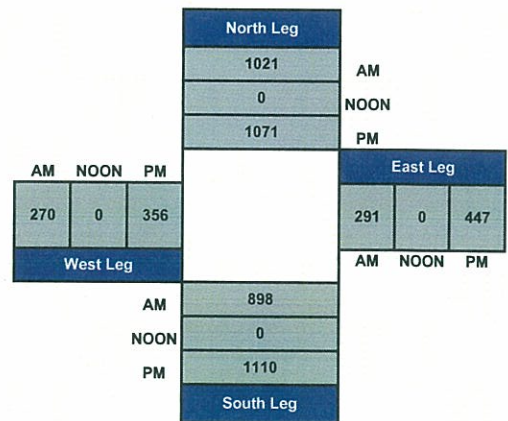 North Leg
1021 AM
0 NOON
1071 PM
AM NOON PM
270 0 356
West Leg
East Leg
291 0 447
AM NOON PM
AM 898
NOON 0
PM 1110
South Leg